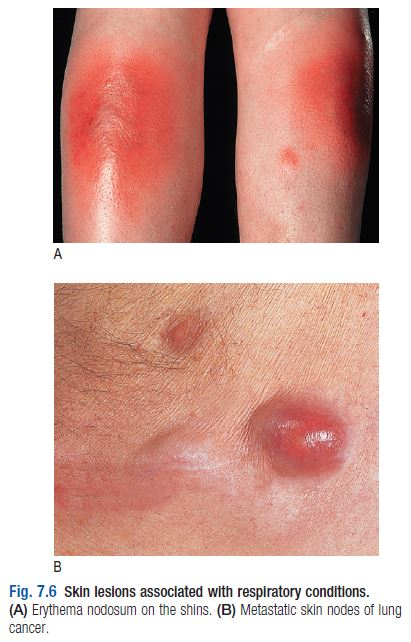 A
B
Fig. 7.6 Skin lesions associated with respiratory conditions.
(A) Erythema nodosum on the shins. (B) Metastatic skin nodes of lung
cancer.